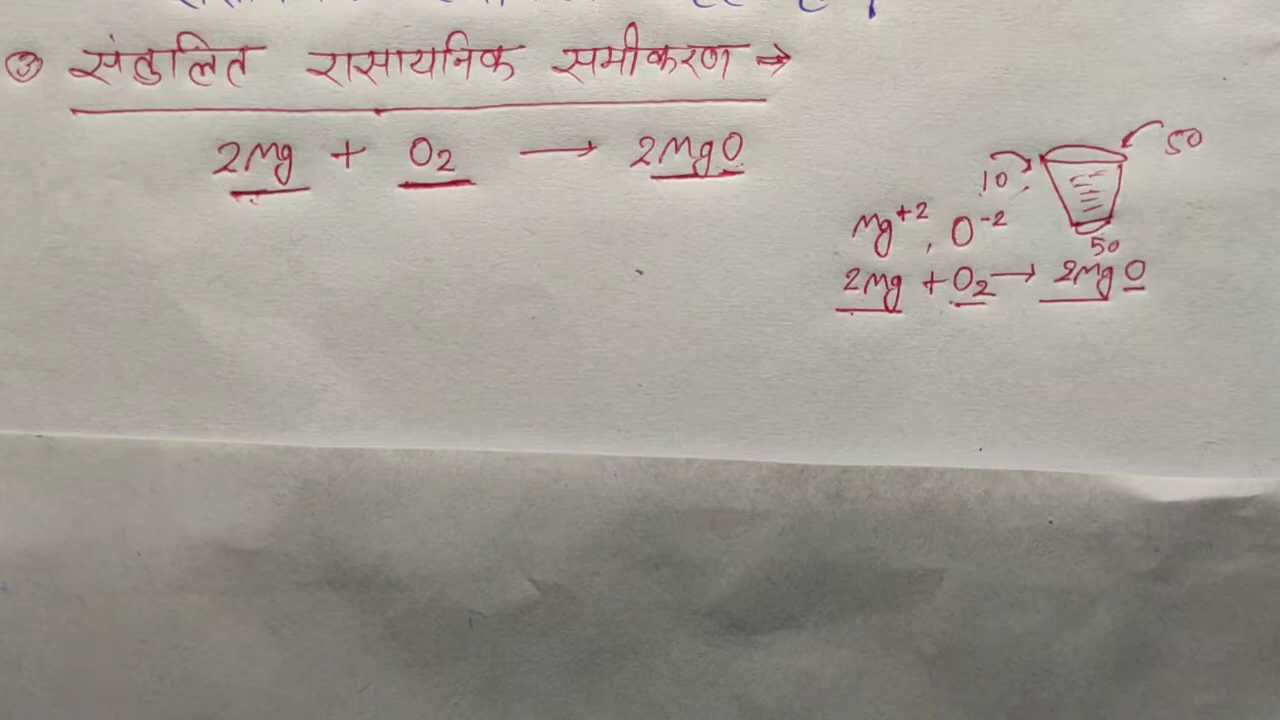 ③ संतुलित रासायनिक समीकरण →
2Mg + O₂ → 2MgO
50
10
Mg⁺², O⁻²
50
2Mg + O₂ → 2MgO